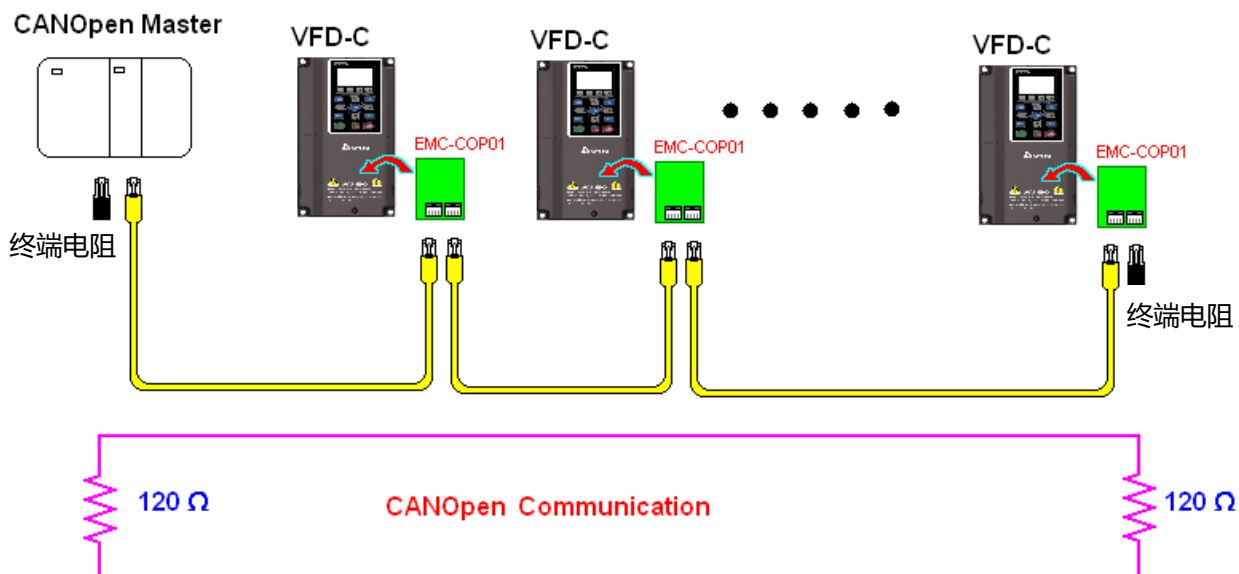 CANOpen Master
VFD-C
VFD-C
VFD-C
EMC-COP01
EMC-COP01
EMC-COP01
终端电阻
终端电阻
120 Ω
CANOpen Communication
120 Ω